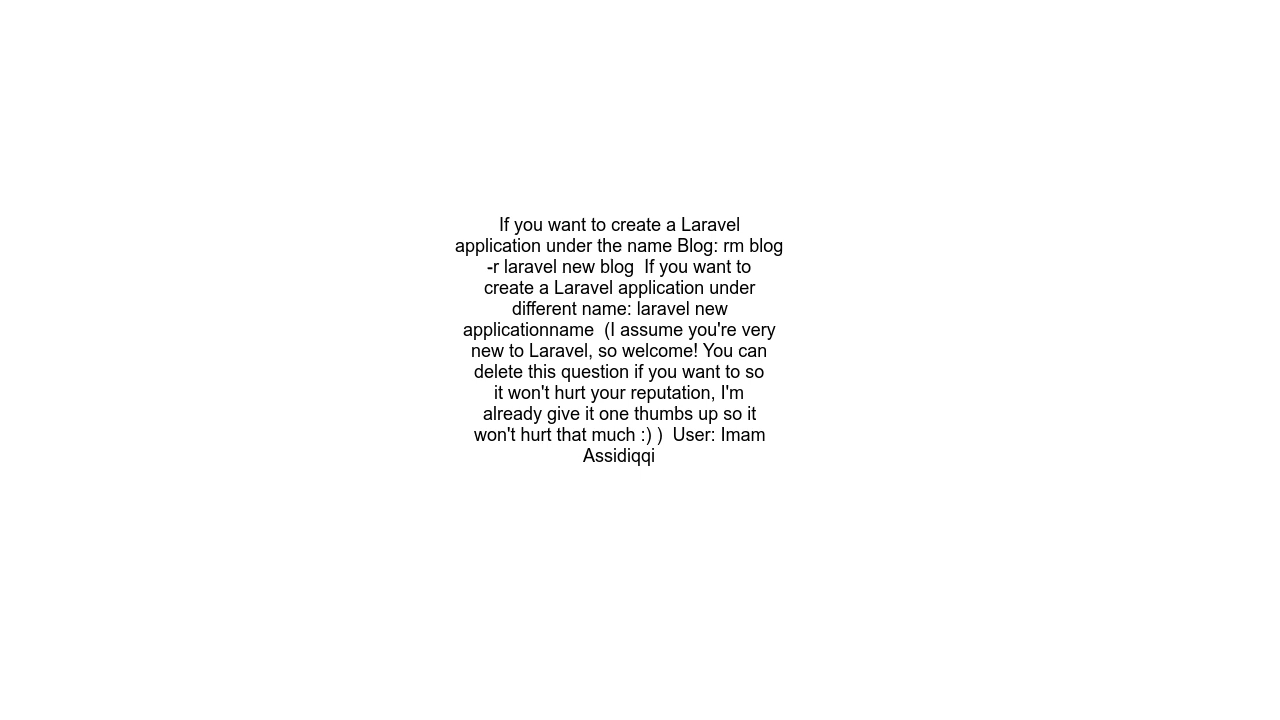 If you want to create a Laravel
application under the name Blog: rm blog
-r laravel new blog  If you want to
create a Laravel application under
different name: laravel new
applicationname  (I assume you're very
new to Laravel, so welcome! You can
delete this question if you want to so
it won't hurt your reputation, I'm
already give it one thumbs up so it
won't hurt that much :) )  User: Imam
Assidiqqi